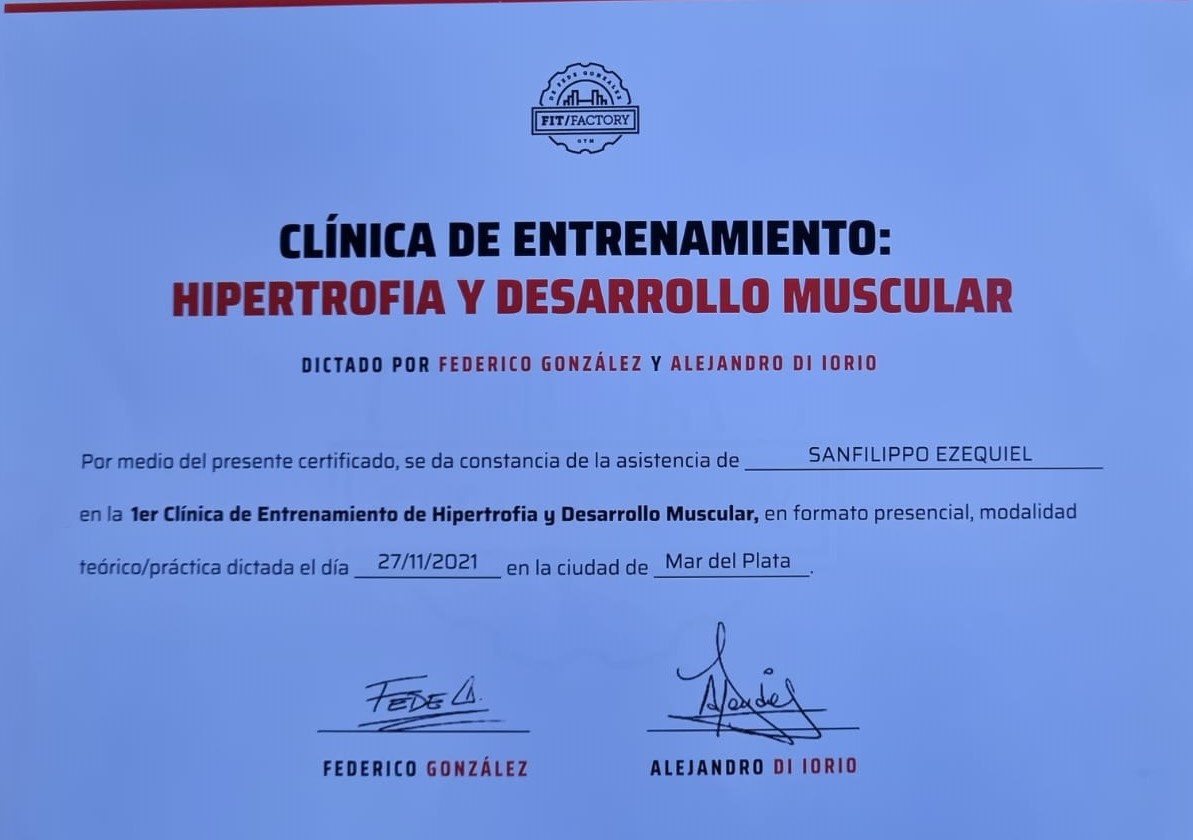 DE FEDE GONZALEZ
FIT/FACTORY
GYM
CLÍNICA DE ENTRENAMIENTO:
HIPERTROFIA Y DESARROLLO MUSCULAR
DICTADO POR FEDERICO GONZÁLEZ Y ALEJANDRO DI IORIO
Por medio del presente certificado, se da constancia de la asistencia de SANFILIPPO EZEQUIEL
en la 1er Clínica de Entrenamiento de Hipertrofia y Desarrollo Muscular, en formato presencial, modalidad
teórico/práctica dictada el día 27/11/2021 en la ciudad de Mar del Plata.
FEDE G.
FEDERICO GONZÁLEZ
ALEJANDRO DI IORIO